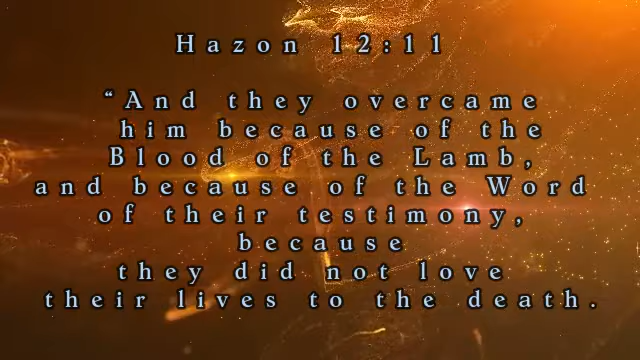 Hazon 12:11
“And they overcame
him because of the
Blood of the Lamb,
and because of the Word
of their testimony,
because
they did not love
their lives to the death.